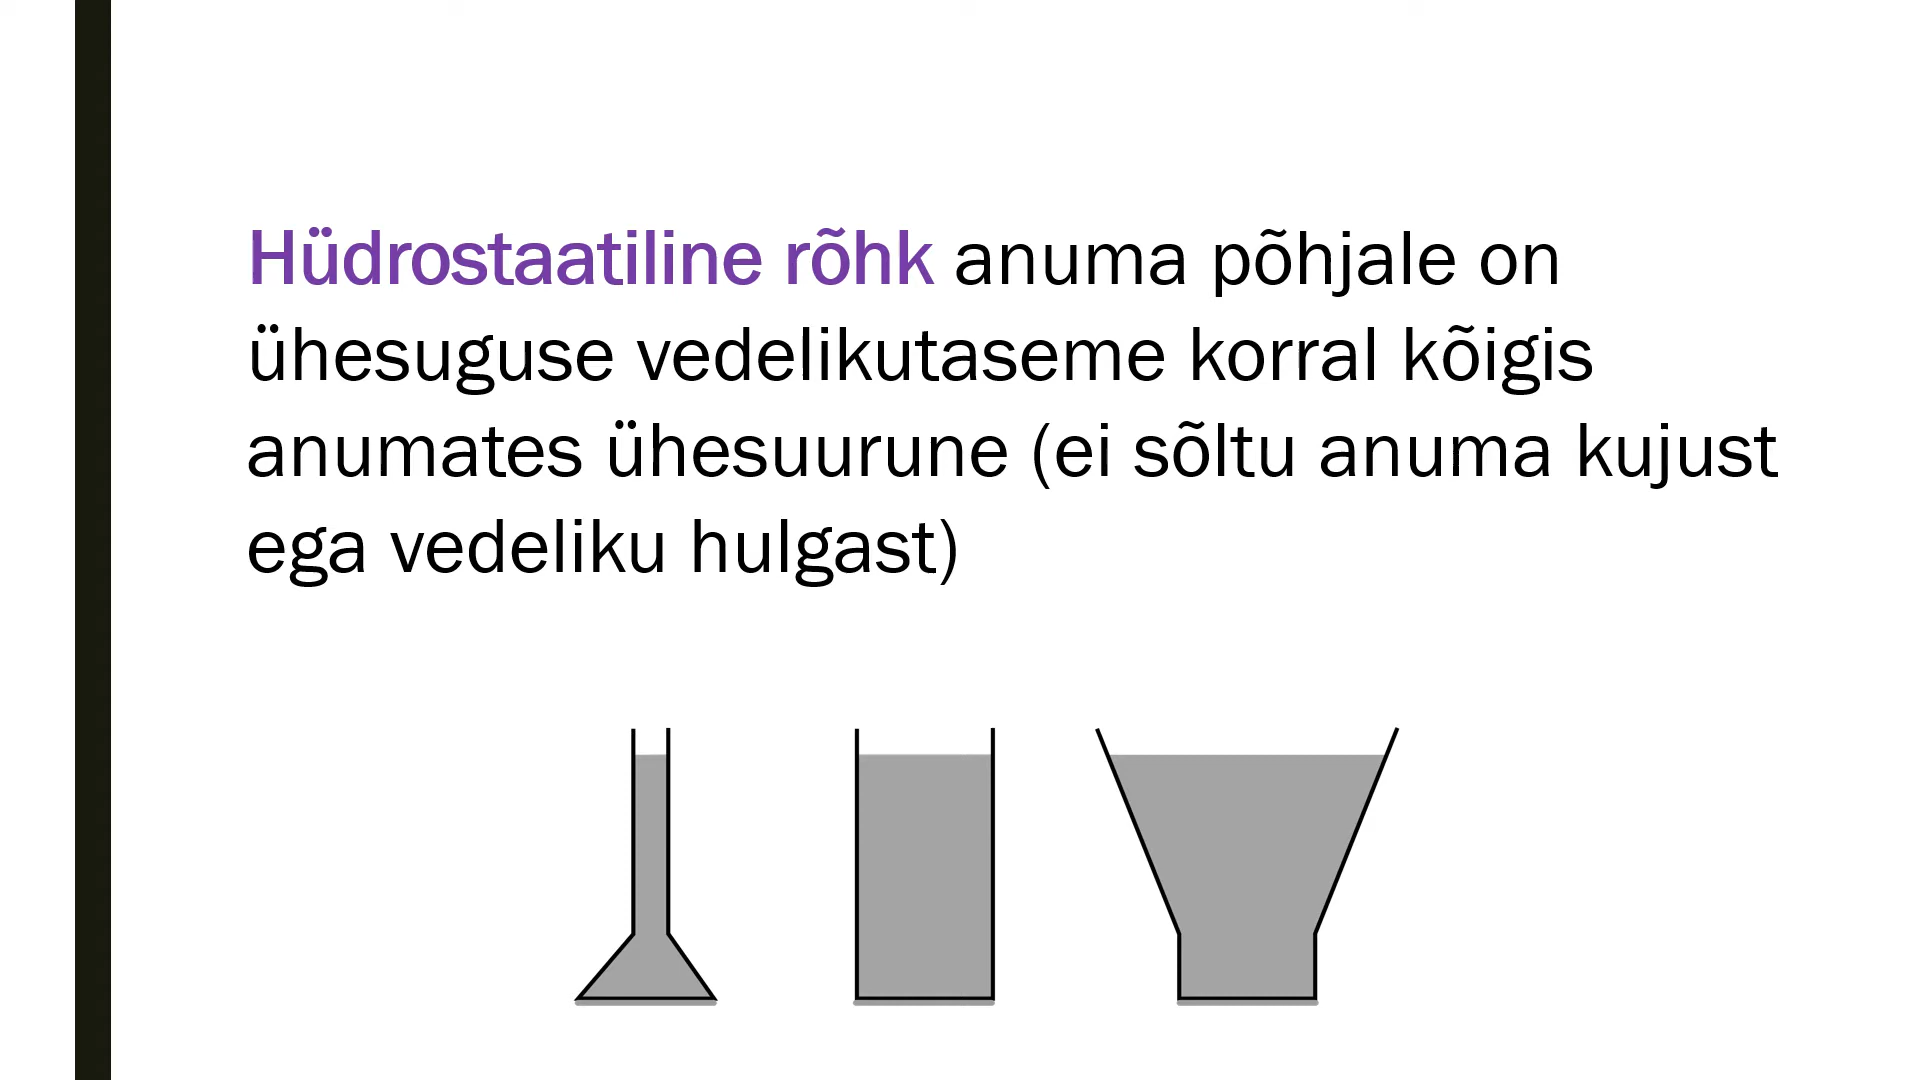 Hüdrostaatiline rõhk anuma põhjale on
ühesuguse vedelikutaseme korral kõigis
anumates ühesuurune (ei sõltu anuma kujust
ega vedeliku hulgast)